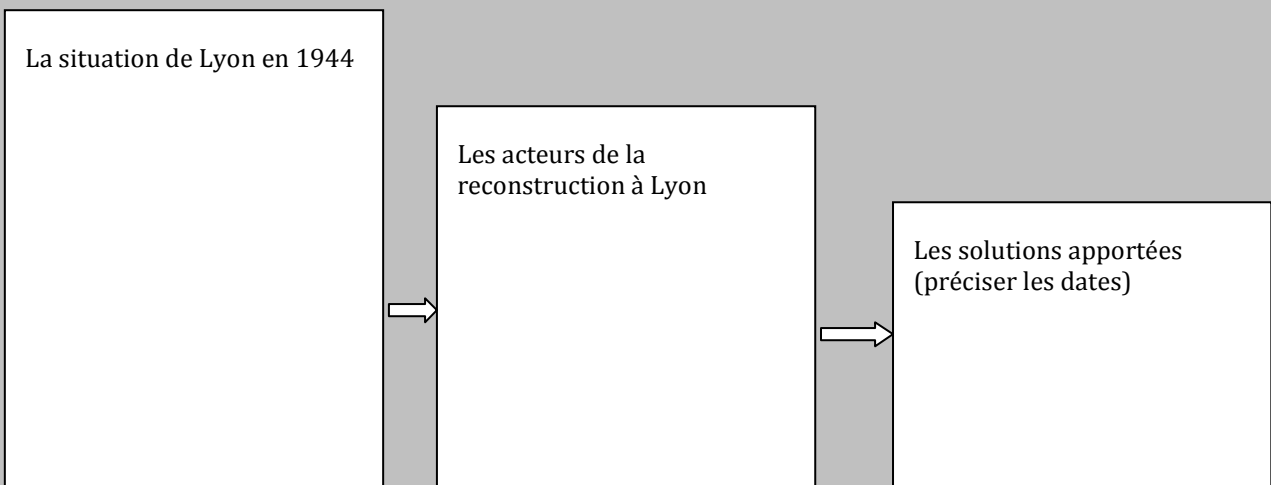 La situation de Lyon en 1944
Les acteurs de la
reconstruction à Lyon
Les solutions apportées
(préciser les dates)